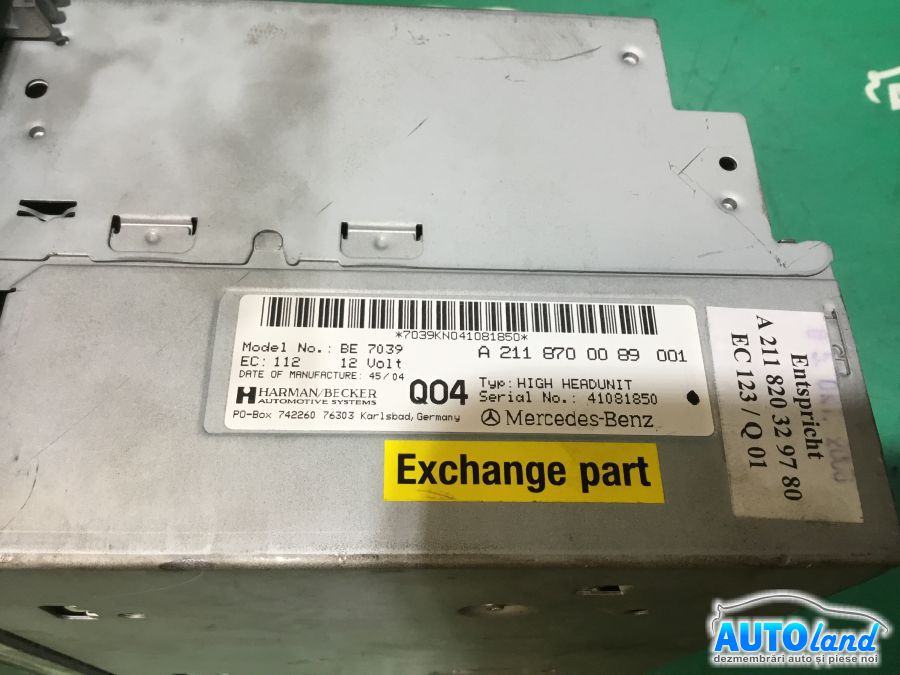 *7039KN041081850*
Model No.: BE 7039
A 211 870 00 89 001
EC: 112 12 Volt
DATE OF MANUFACTURE: 45/04
Q04
Typ: HIGH HEADUNIT
HARMAN/BECKER
AUTOMOTIVE SYSTEMS
Serial No.: 41081850
PO-Box 742260 76303 Karlsbad, Germany
Mercedes-Benz
Exchange part
Entspricht
A 211 820 32 97 80
EC 123 / Q 01
AUTOland
dezmembrări auto și piese noi